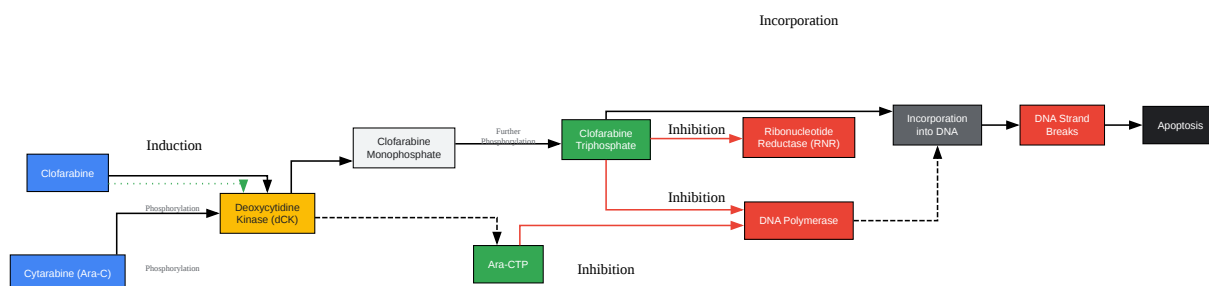 Incorporation
Induction
Clofarabine
Phosphorylation
Cytarabine (Ara-C)
Phosphorylation
Deoxycytidine
Kinase (dCK)
Clofarabine
Monophosphate
Further
Phosphorylation
Clofarabine
Triphosphate
Inhibition
Ribonucleotide
Reductase (RNR)
Inhibition
DNA Polymerase
Ara-CTP
Inhibition
Incorporation
into DNA
DNA Strand
Breaks
Apoptosis